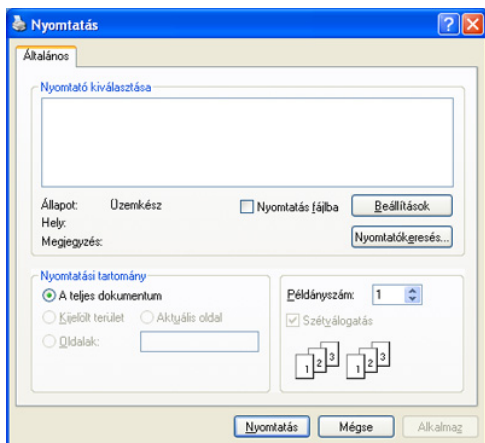 Nyomtatás
Általános
Nyomtató kiválasztása
Állapot: Üzemkész
Hely:
Megjegyzés:
Nyomtatás fájlba
Beállítások
Nyomtatókeresés...
Nyomtatási tartomány
A teljes dokumentum
Kijelölt terület Aktuális oldal
Oldalak:
Példányszám: 1
Szétválogatás
1 2 3 1 2 3
Nyomtatás Mégse Alkalmaz